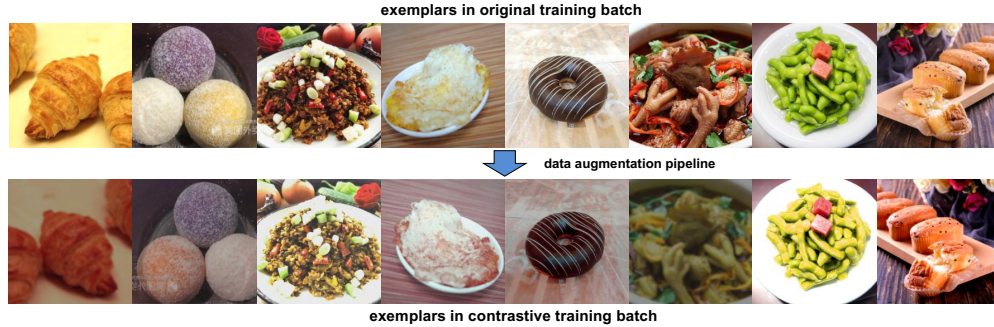 exemplars in original training batch
data augmentation pipeline
exemplars in contrastive training batch